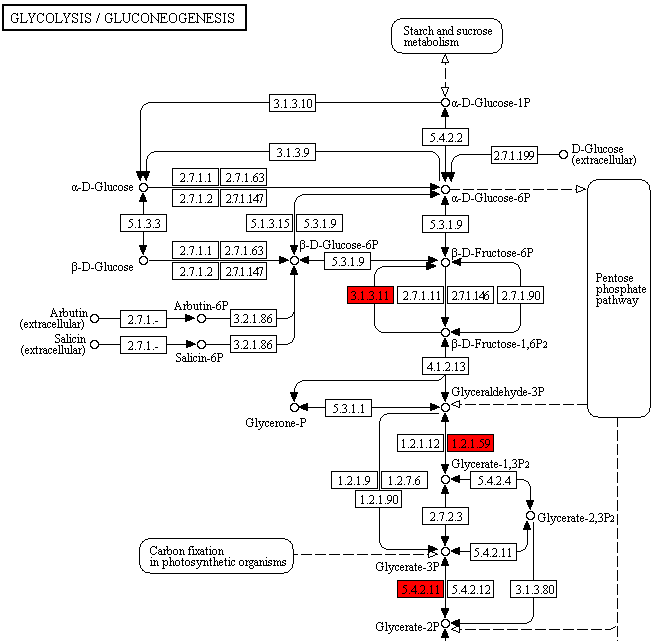 GLYCOLYSIS / GLUCONEOGENESIS
Starch and sucrose
metabolism
3.1.3.10
α-D-Glucose-1P
5.4.2.2
3.1.3.9
2.7.1.199
D-Glucose
(extracellular)
2.7.1.1
2.7.1.63
α-D-Glucose
2.7.1.2
2.7.1.147
α-D-Glucose-6P
5.1.3.3
5.1.3.15
5.3.1.9
5.3.1.9
β-D-Glucose-6P
2.7.1.1
2.7.1.63
β-D-Glucose
2.7.1.2
2.7.1.147
5.3.1.9
β-D-Fructose-6P
Pentose
phosphate
pathway
3.1.3.11
2.7.1.11
2.7.1.146
2.7.1.90
Arbutin
(extracellular)
2.7.1.-
Arbutin-6P
3.2.1.86
Salicin
(extracellular)
2.7.1.-
Salicin-6P
3.2.1.86
β-D-Fructose-1,6P2
4.1.2.13
Glyceraldehyde-3P
Glycerone-P
5.3.1.1
1.2.1.12
1.2.1.59
Glycerate-1,3P2
1.2.1.9
1.2.7.6
1.2.1.90
5.4.2.4
2.7.2.3
Glycerate-2,3P2
Carbon fixation
in photosynthetic organisms
5.4.2.11
Glycerate-3P
5.4.2.11
5.4.2.12
3.1.3.80
Glycerate-2P